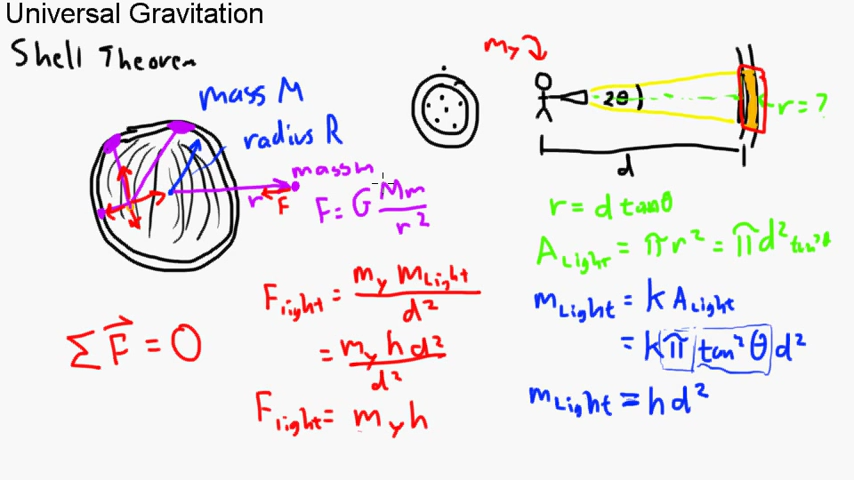 Universal Gravitation
Shell Theorem
mass M
radius R
mass m
r
F
F = G Mm / r²
ΣF⃗ = 0
F_light = m_y m_Light / d²
= m_y h d² / d²
F_light = m_y h
m_y
2θ
r = ?
d
r = d tanθ
A_Light = πr² = πd² tan²θ
m_Light = k A_Light
= kπ tan²θ d²
m_Light = hd²